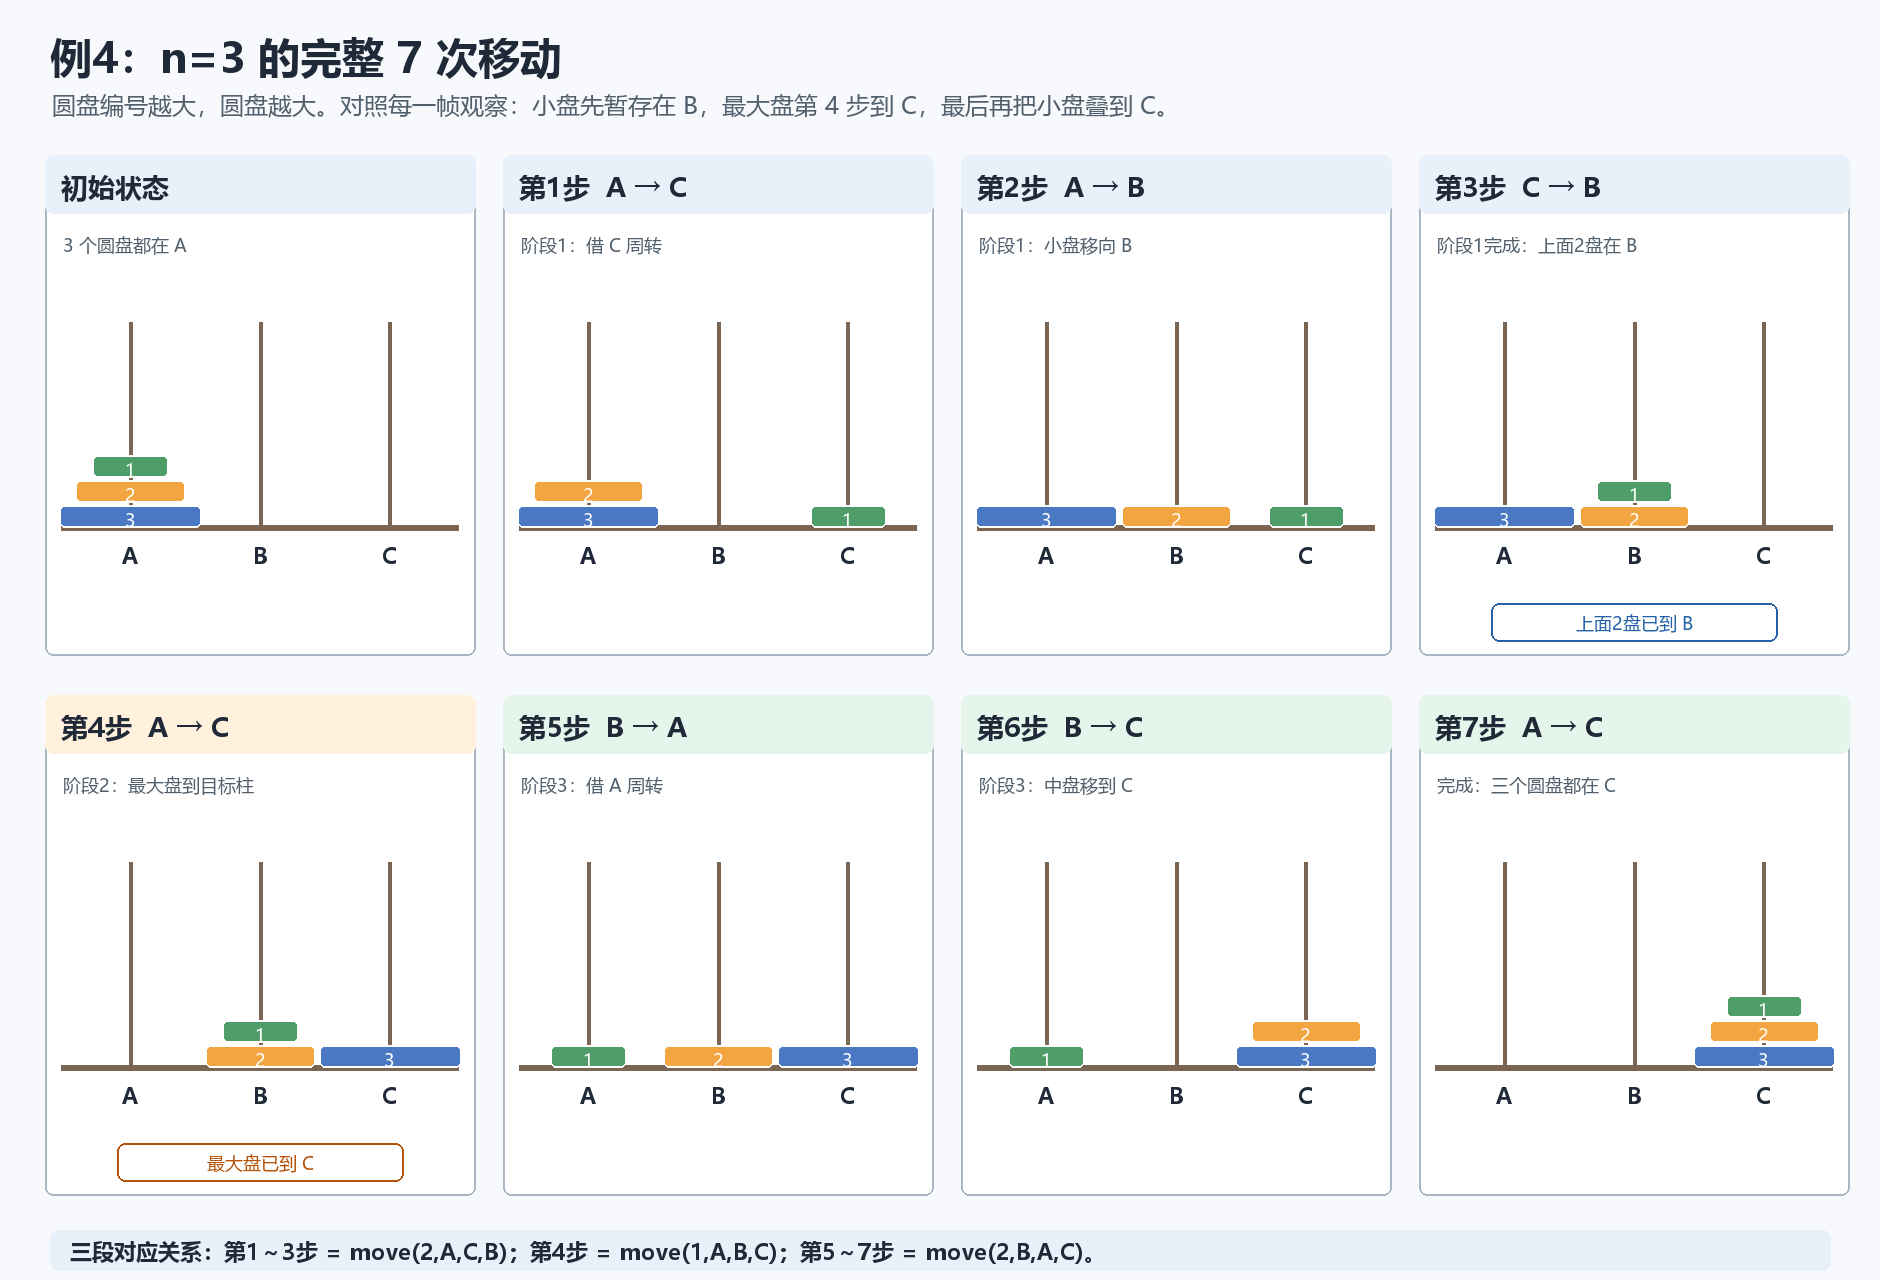 例4：n=3 的完整 7 次移动
圆盘编号越大，圆盘越大。对照每一帧观察：小盘先暂存在 B，最大盘第 4 步到 C，最后再把小盘叠到 C。
初始状态
3 个圆盘都在 A
1
2
3
A B C
第1步 A → C
阶段1：借 C 周转
2
3 1
A B C
第2步 A → B
阶段1：小盘移向 B
3 2 1
A B C
第3步 C → B
阶段1完成：上面2盘在 B
1
3 2
A B C
上面2盘已到 B
第4步 A → C
阶段2：最大盘到目标柱
1
2 3
A B C
最大盘已到 C
第5步 B → A
阶段3：借 A 周转
1 2 3
A B C
第6步 B → C
阶段3：中盘移到 C
2
1 3
A B C
第7步 A → C
完成：三个圆盘都在 C
1
2
3
A B C
三段对应关系：第1~3步 = move(2,A,C,B)；第4步 = move(1,A,B,C)；第5~7步 = move(2,B,A,C)。